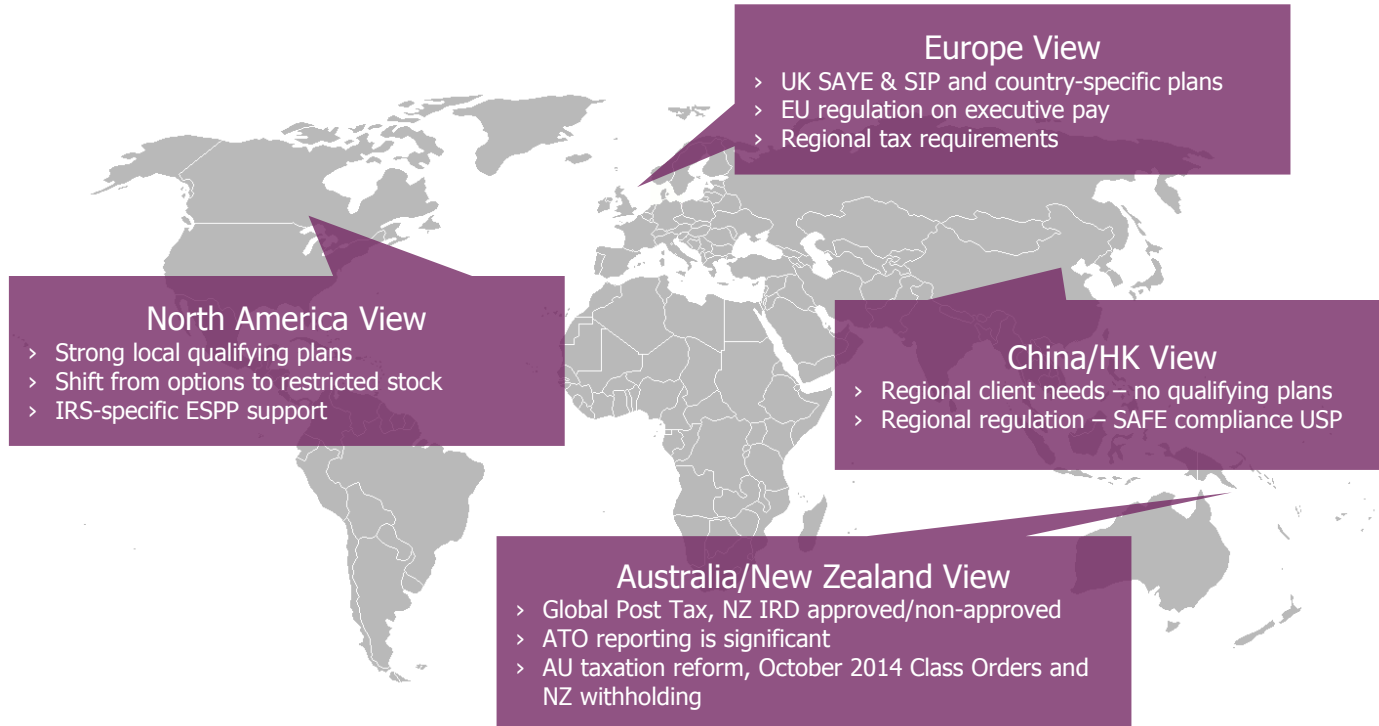 Europe View
› UK SAYE & SIP and country-specific plans
› EU regulation on executive pay
› Regional tax requirements
North America View
› Strong local qualifying plans
› Shift from options to restricted stock
› IRS-specific ESPP support
China/HK View
› Regional client needs – no qualifying plans
› Regional regulation – SAFE compliance USP
Australia/New Zealand View
› Global Post Tax, NZ IRD approved/non-approved
› ATO reporting is significant
› AU taxation reform, October 2014 Class Orders and
NZ withholding